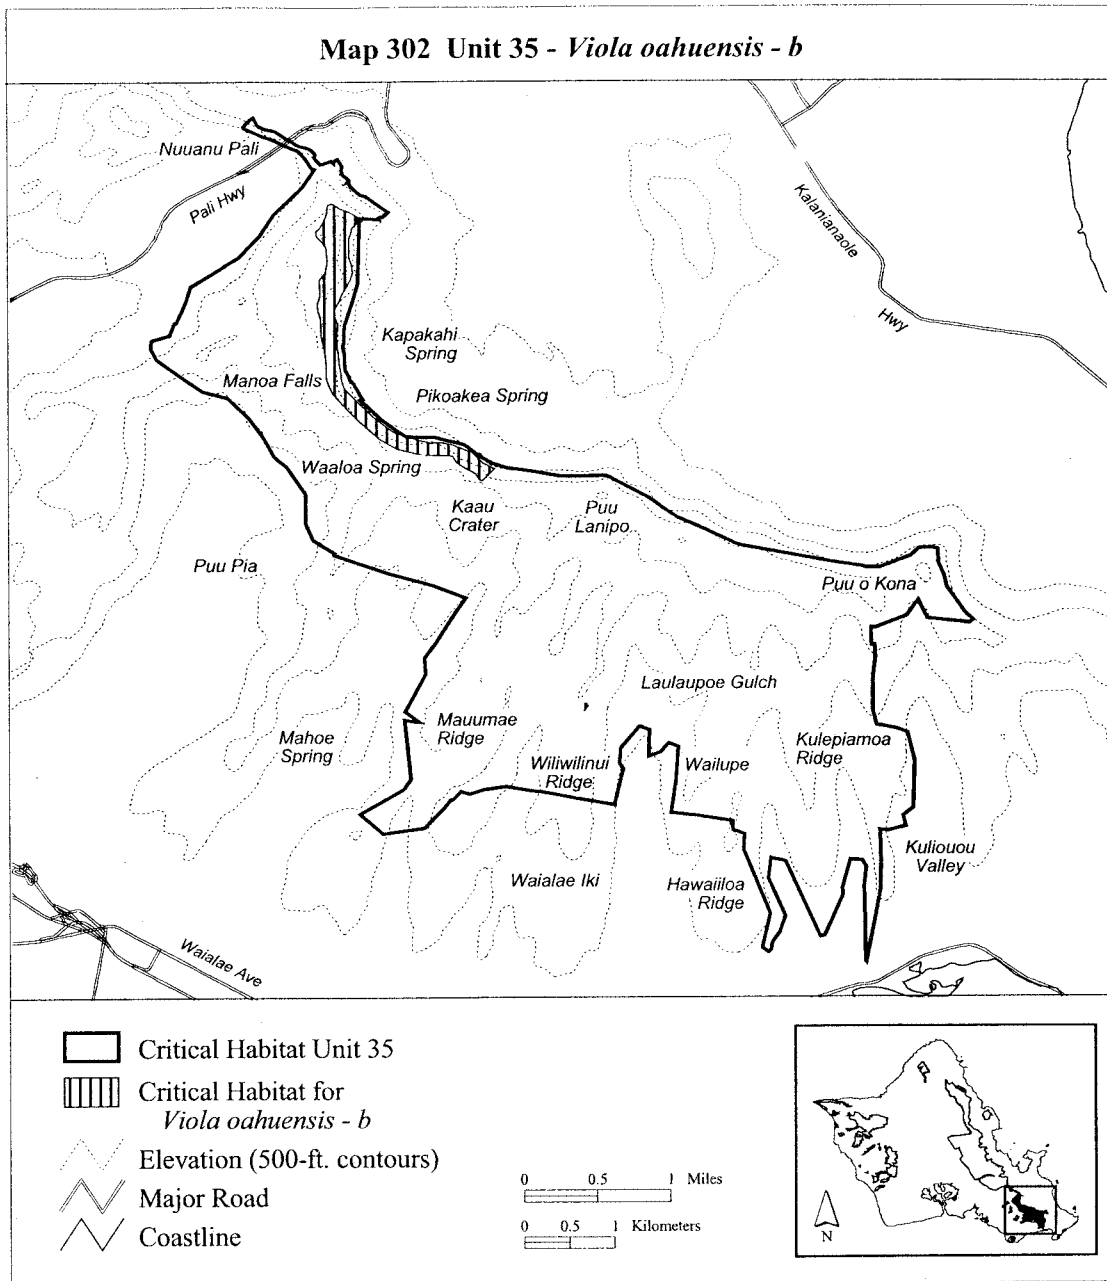 Map 302 Unit 35 - Viola oahuensis - b
Nuuanu Pali
Pali Hwy
Kalanianaole
Hwy
Kapakahi
Spring
Manoa Falls
Pikoakea Spring
Waaloa Spring
Kaau
Crater
Puu
Lanipo
Puu Pia
Puu o Kona
Laulaupoe Gulch
Mahoe
Spring
Mauumae
Ridge
Wiliwilinui
Ridge
Wailupe
Kulepiamoa
Ridge
Kuliouou
Valley
Waialae Iki
Hawaiiloa
Ridge
Waialae Ave
Critical Habitat Unit 35
Critical Habitat for
Viola oahuensis - b
Elevation (500-ft. contours)
Major Road
Coastline
0 0.5 1 Miles
0 0.5 1 Kilometers
N